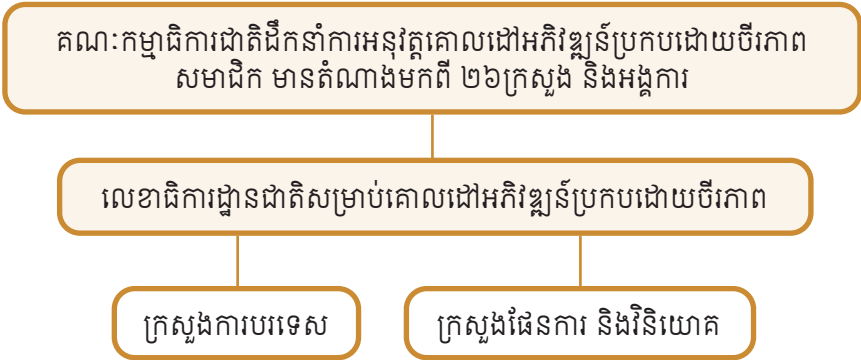 គណៈកម្មាធិការជាតិដឹកនាំការអនុវត្តគោលដៅអភិវឌ្ឍន៍ប្រកបដោយចីរភាព
សមាជិក មានតំណាងមកពី ២៦ក្រសួង និងអង្គការ
លេខាធិការដ្ឋានជាតិសម្រាប់គោលដៅអភិវឌ្ឍន៍ប្រកបដោយចីរភាព
ក្រសួងការបរទេស
ក្រសួងផែនការ និងវិនិយោគ